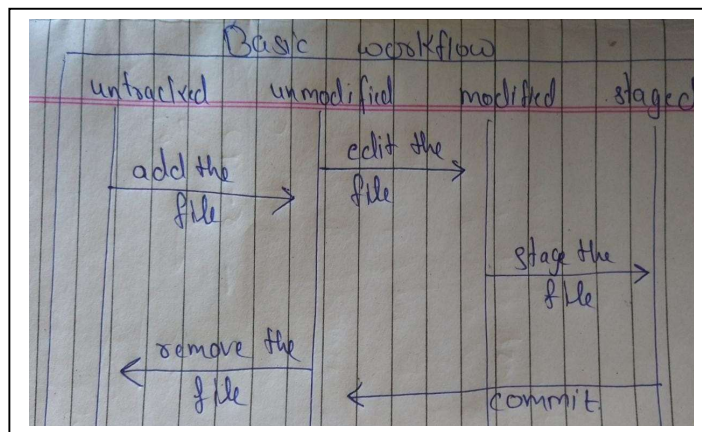 Basic workflow
untracked unmodified modified staged
add the
file
edit the
file
stage the
file
remove the
file
commit